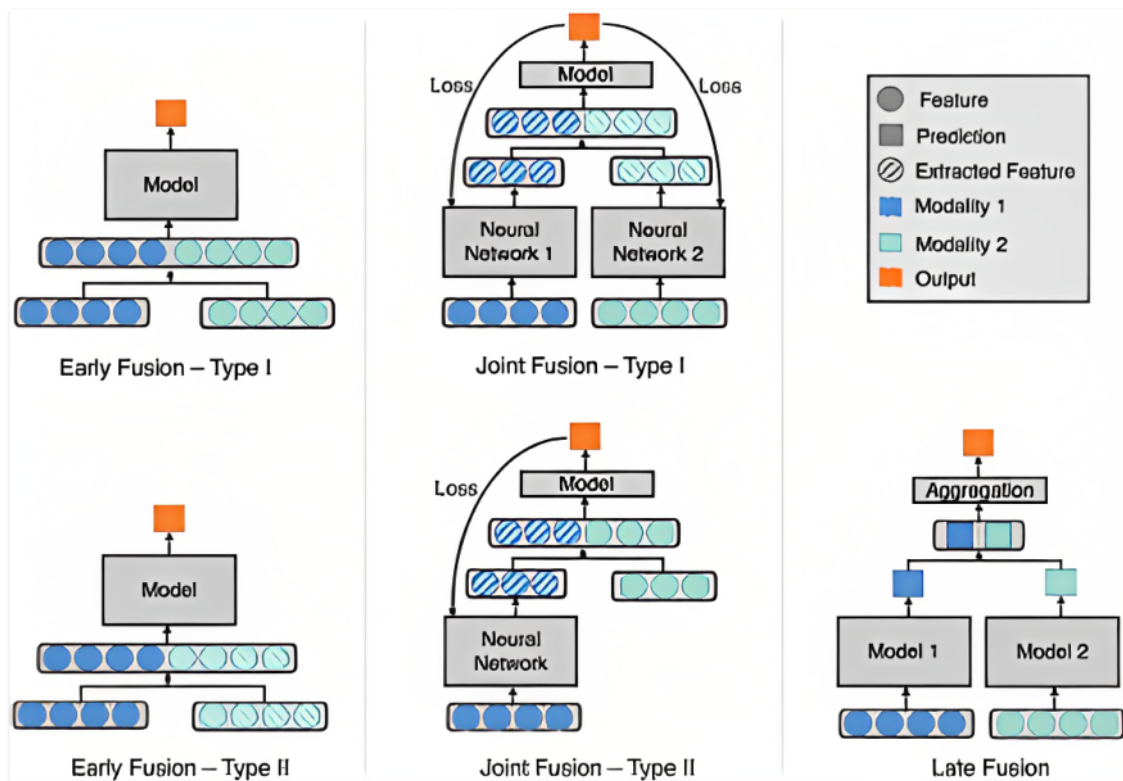 Model
Early Fusion – Type I
Loss
Loss
Model
Neural
Network 1
Neural
Network 2
Joint Fusion – Type I
Feature
Prediction
Extracted Feature
Modality 1
Modality 2
Output
Model
Early Fusion – Type II
Loss
Model
Neural
Network
Joint Fusion – Type II
Aggregation
Model 1
Model 2
Late Fusion